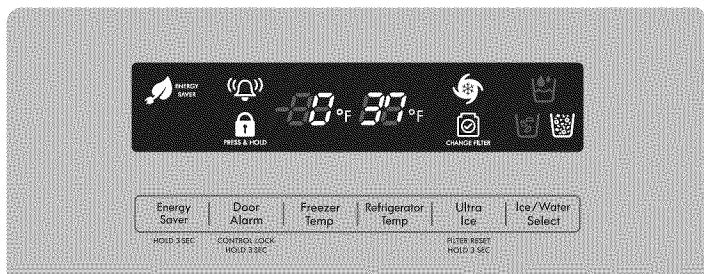 ENERGY
SAVER
PRESS & HOLD
0°F 37°F
CHANGE FILTER
Energy Saver
Door Alarm
Freezer Temp
Refrigerator Temp
Ultra Ice
Ice/Water Select
HOLD 3 SEC
CONTROL LOCK
HOLD 3 SEC
FILTER RESET
HOLD 3 SEC